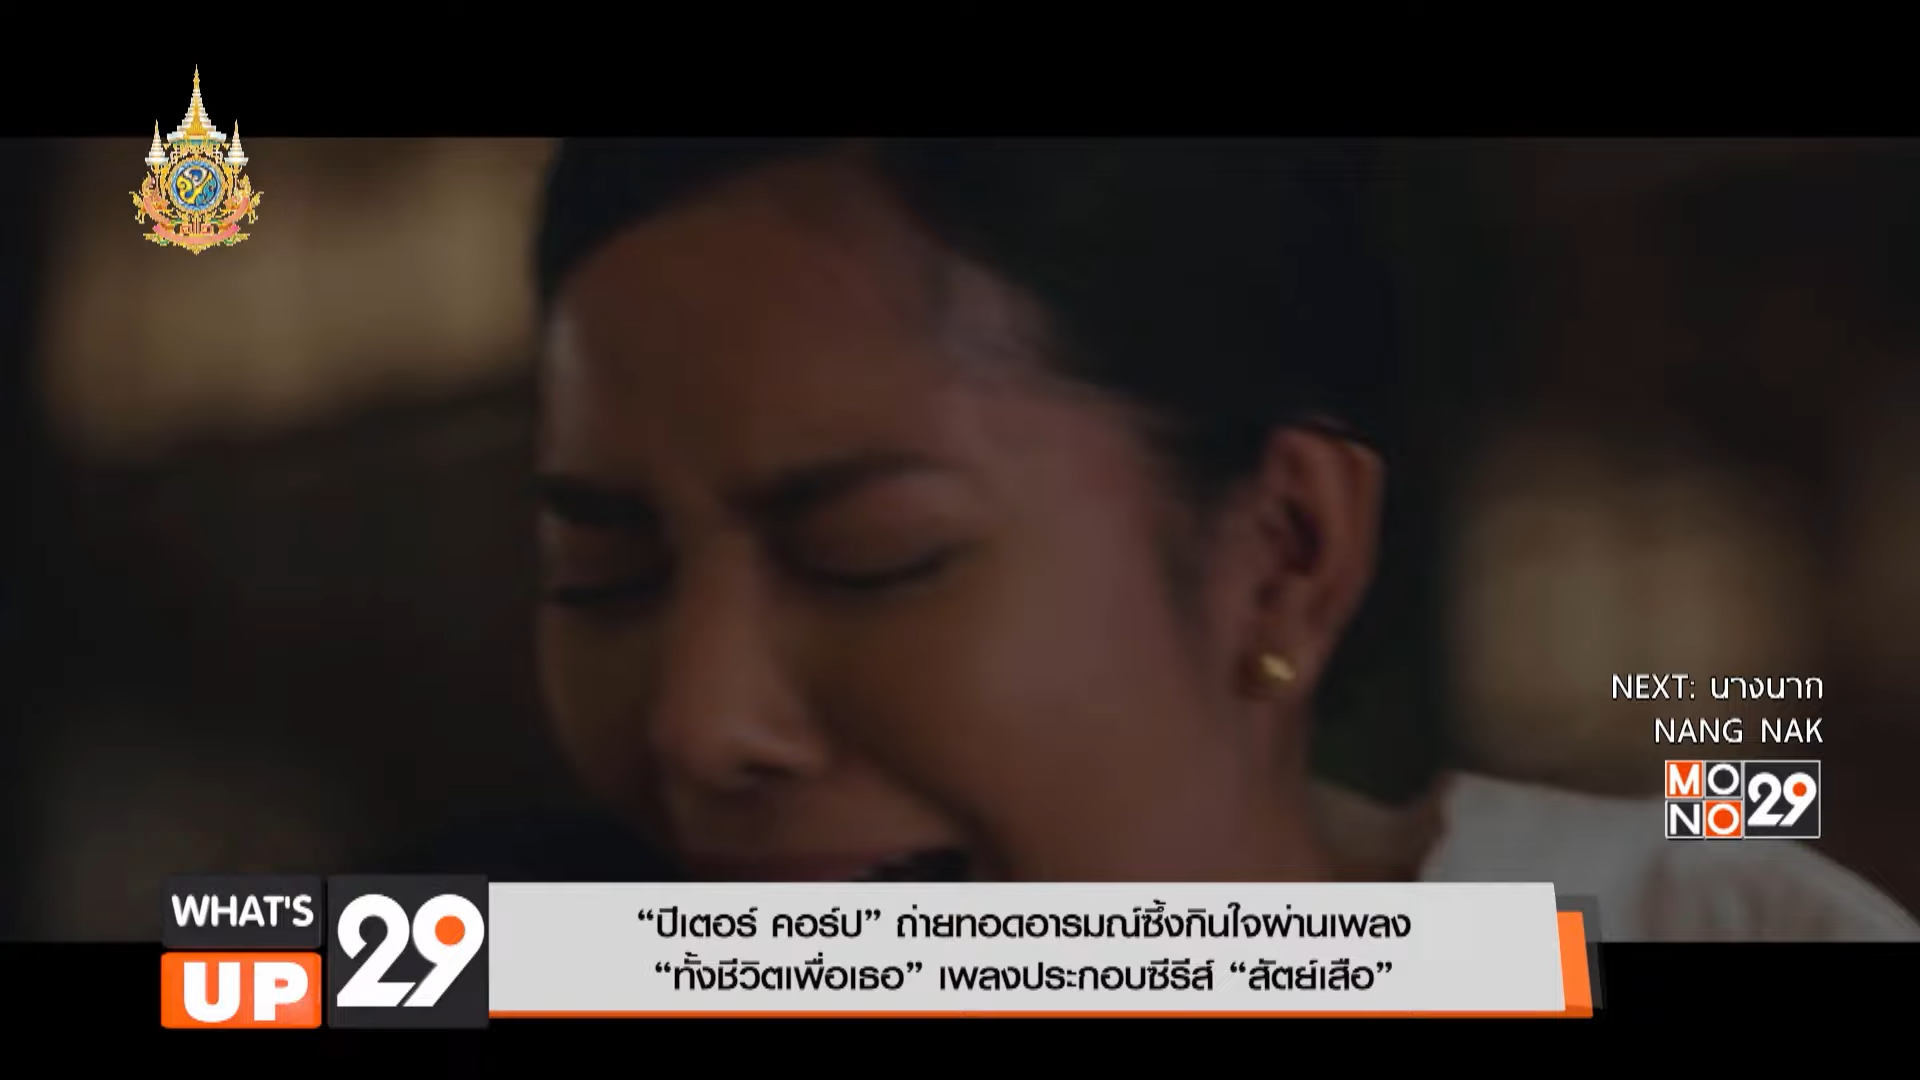 NEXT: นางนาก
NANG NAK
MONO 29
WHAT'S UP 29
“ปีเตอร์ คอร์ป” ถ่ายทอดอารมณ์ซึ้งกินใจผ่านเพลง
“ทั้งชีวิตเพื่อเธอ” เพลงประกอบซีรีส์ “สัตย์เสือ”